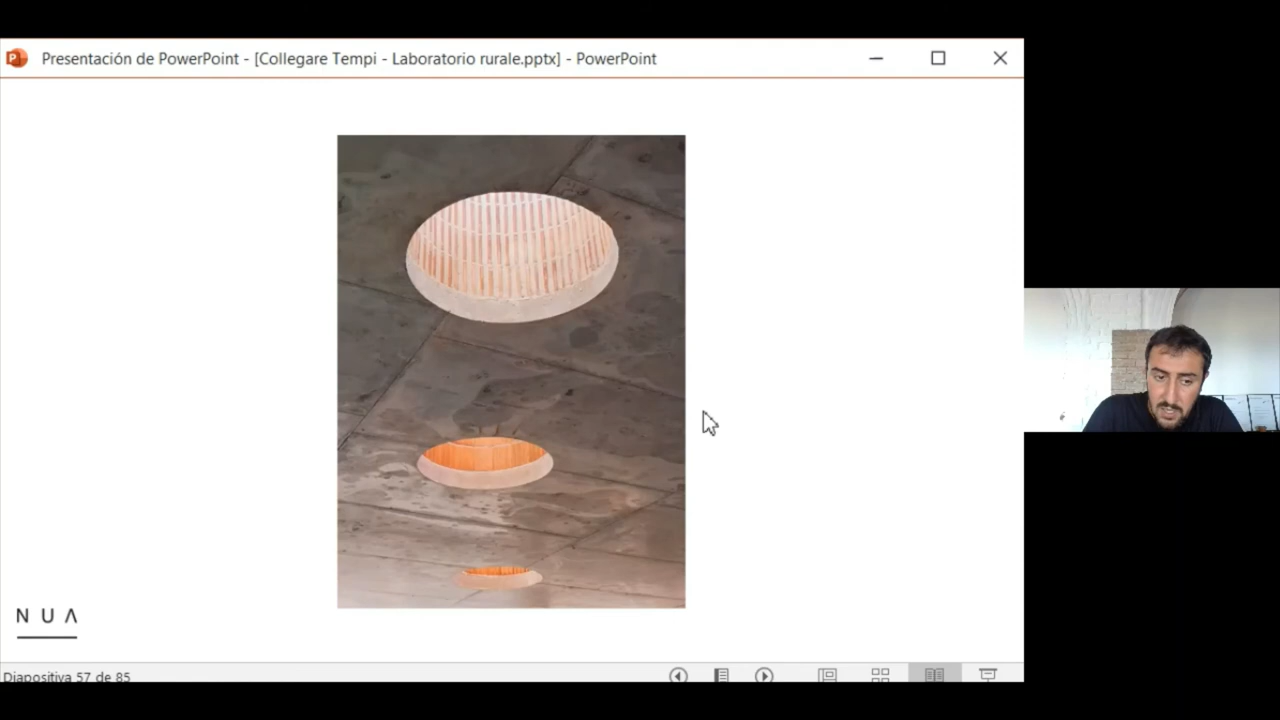 Presentación de PowerPoint - [Collegare Tempi - Laboratorio rurale.pptx] - PowerPoint
N U Λ
Diapositiva 57 de 85